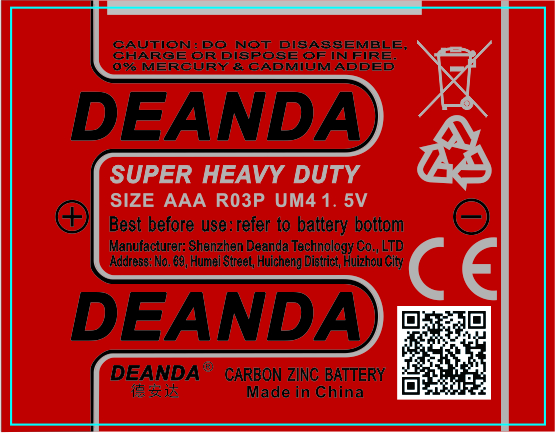 CAUTION: DO NOT DISASSEMBLE,
CHARGE OR DISPOSE OF IN FIRE.
0% MERCURY & CADMIUM ADDED
DEANDA
SUPER HEAVY DUTY
SIZE AAA R03P UM4 1. 5V
Best before use: refer to battery bottom
Manufacturer: Shenzhen Deanda Technology Co., LTD
Address: No. 69, Humei Street, Huicheng District, Huizhou City
+
−
CE
DEANDA
DEANDA® CARBON ZINC BATTERY
德安达 Made in China